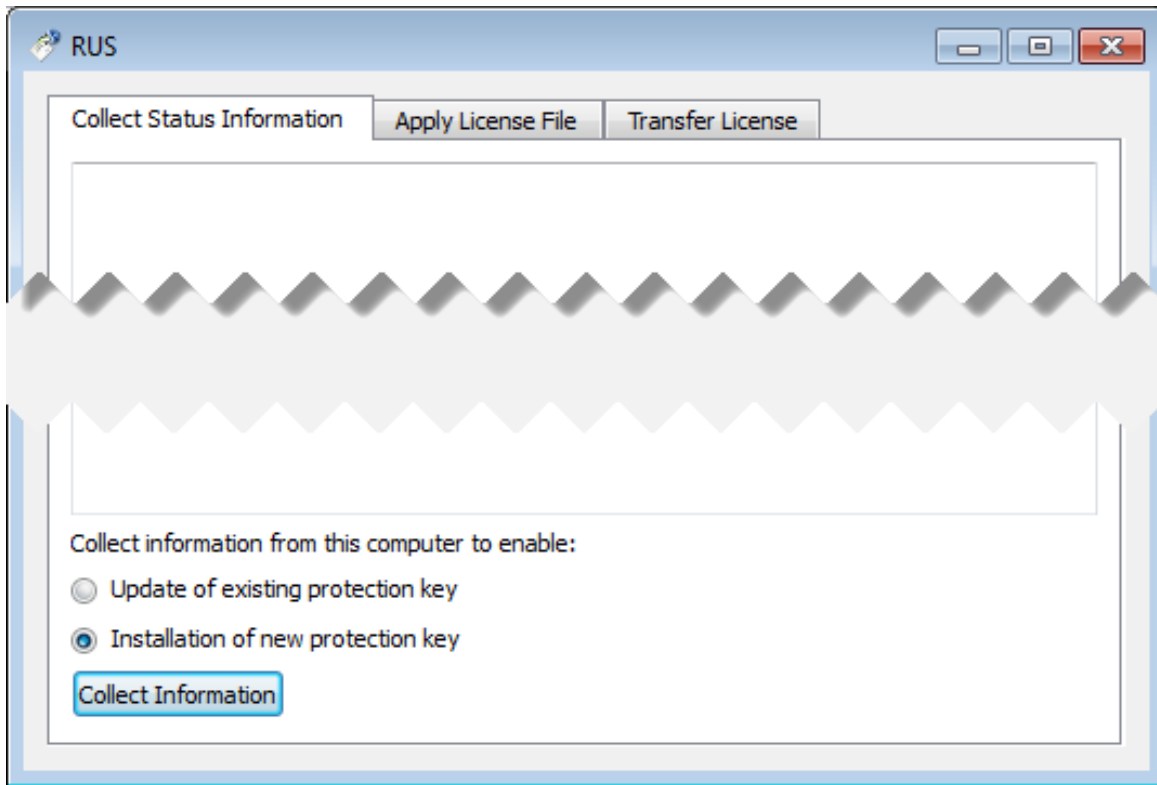 RUS
Collect Status Information Apply License File Transfer License
Collect information from this computer to enable:
Update of existing protection key
Installation of new protection key
Collect Information